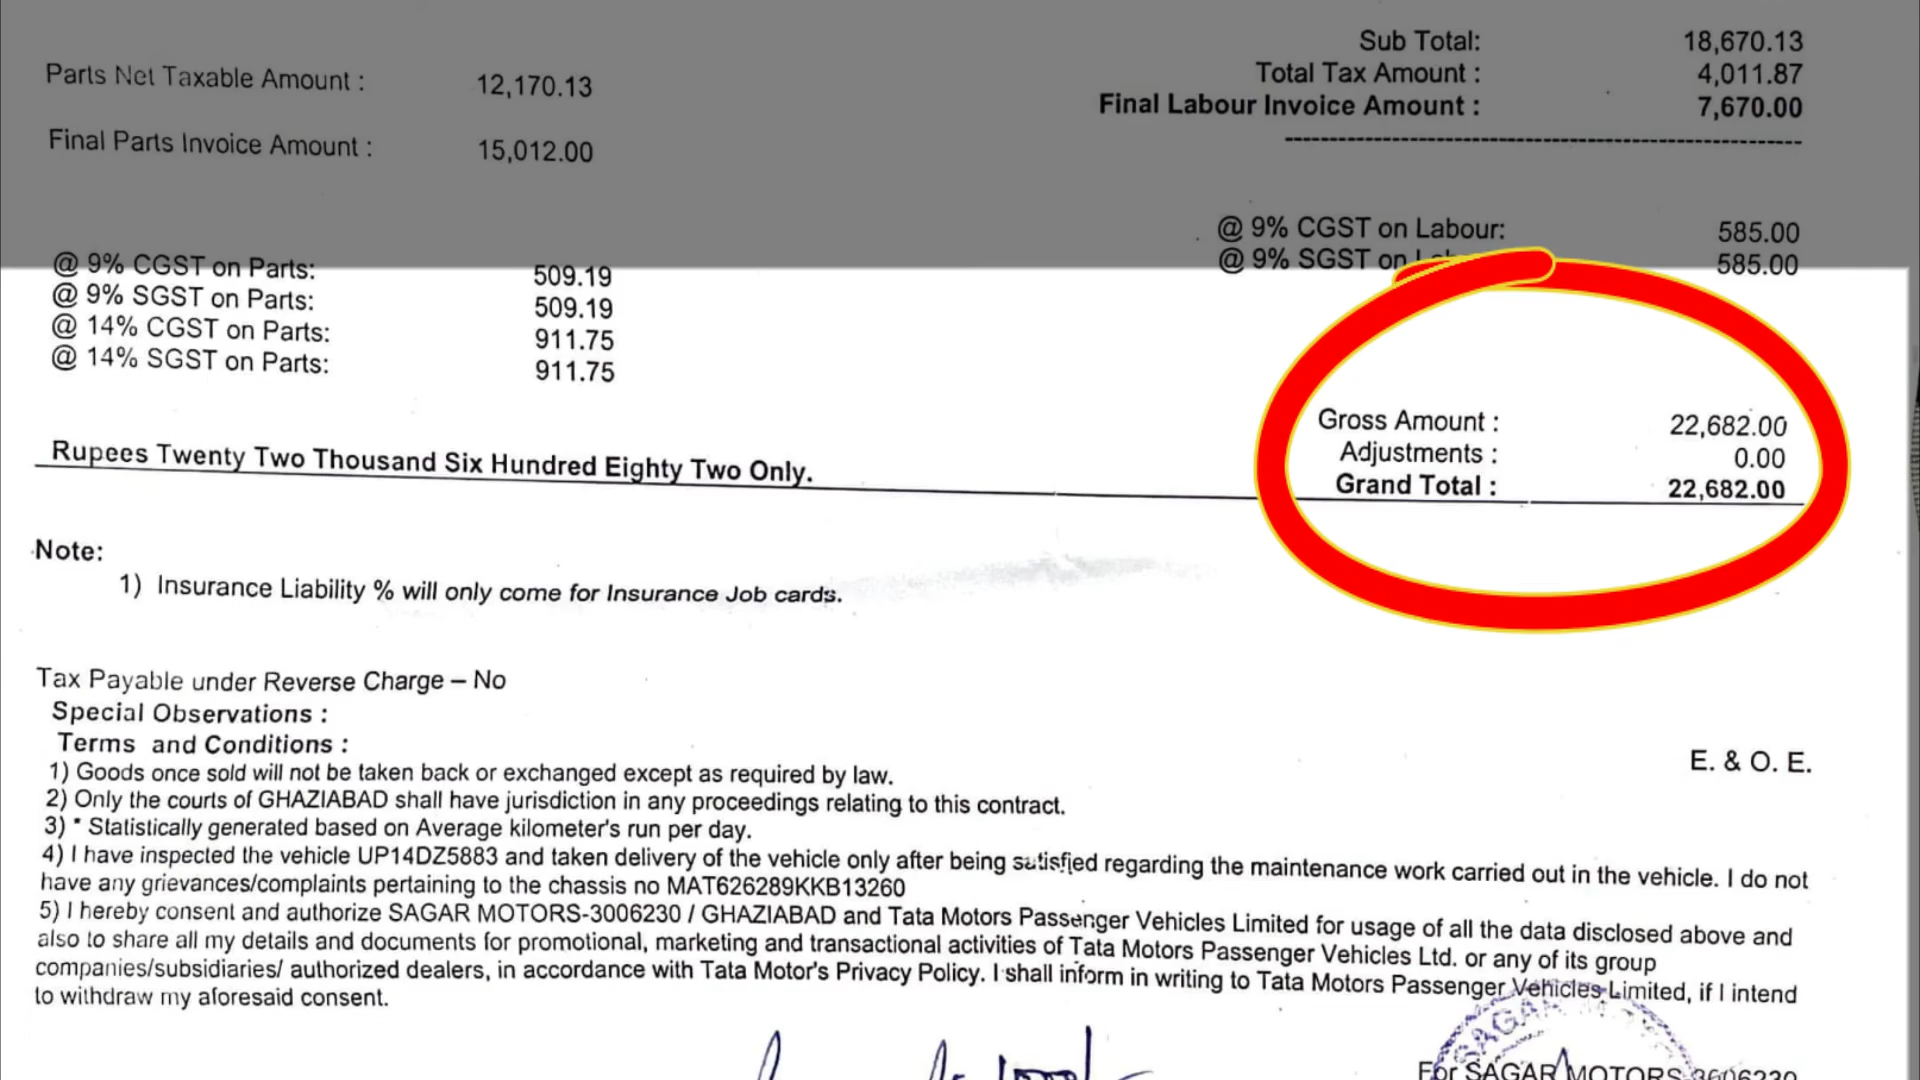 Sub Total: 18,670.13
Parts Net Taxable Amount : 12,170.13 Total Tax Amount : 4,011.87
Final Labour Invoice Amount : 7,670.00
Final Parts Invoice Amount : 15,012.00
@ 9% CGST on Labour: 585.00
@ 9% SGST on 585.00
@ 9% CGST on Parts: 509.19
@ 9% SGST on Parts: 509.19
@ 14% CGST on Parts: 911.75
@ 14% SGST on Parts: 911.75
Gross Amount : 22,682.00
Adjustments : 0.00
Rupees Twenty Two Thousand Six Hundred Eighty Two Only. Grand Total : 22,682.00
Note:
1) Insurance Liability % will only come for Insurance Job cards.
Tax Payable under Reverse Charge – No
Special Observations :
Terms and Conditions :
E. & O. E.
1) Goods once sold will not be taken back or exchanged except as required by law.
2) Only the courts of GHAZIABAD shall have jurisdiction in any proceedings relating to this contract.
3) * Statistically generated based on Average kilometer's run per day.
4) I have inspected the vehicle UP14DZ5883 and taken delivery of the vehicle only after being satisfied regarding the maintenance work carried out in the vehicle. I do not
have any grievances/complaints pertaining to the chassis no MAT626289KKB13260
5) I hereby consent and authorize SAGAR MOTORS-3006230 / GHAZIABAD and Tata Motors Passenger Vehicles Limited for usage of all the data disclosed above and
also to share all my details and documents for promotional, marketing and transactional activities of Tata Motors Passenger Vehicles Ltd. or any of its group
companies/subsidiaries/ authorized dealers, in accordance with Tata Motor's Privacy Policy. I shall inform in writing to Tata Motors Passenger Vehicles Limited, if I intend
to withdraw my aforesaid consent.
SAGAR
For SAGAR MOTORS-3006230